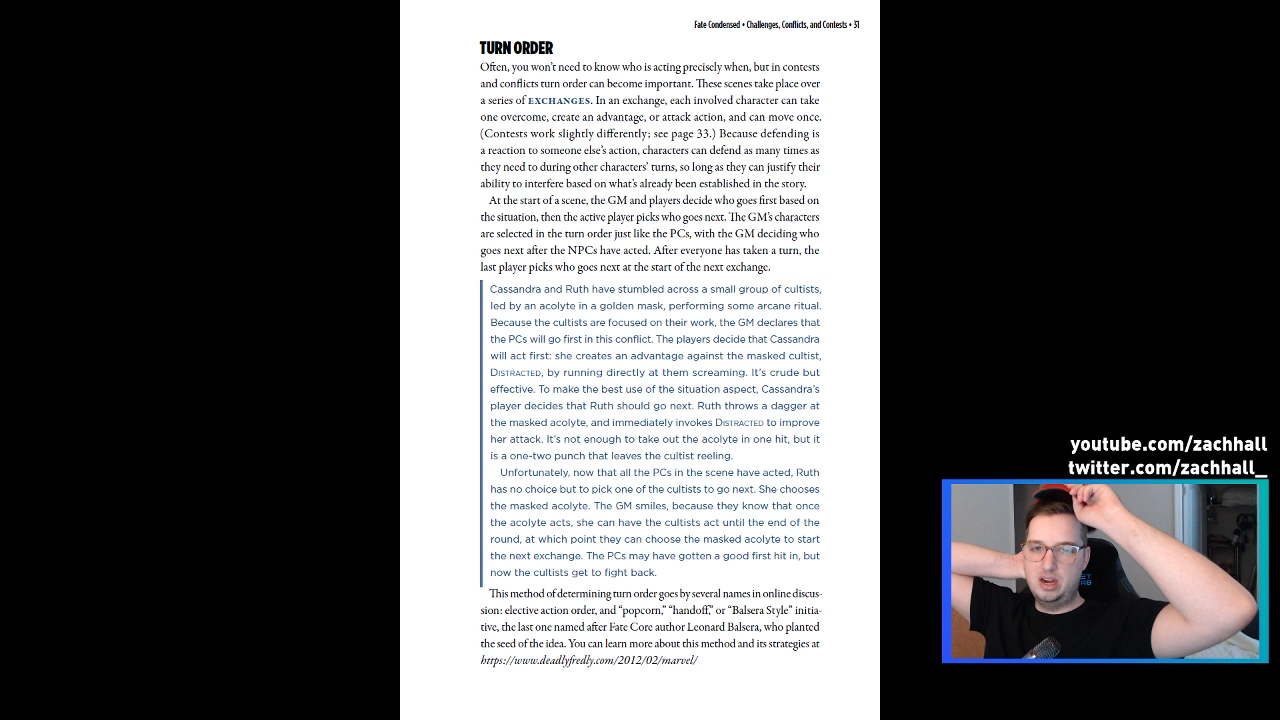 Fate Condensed • Challenges, Conflicts, and Contests • 31
TURN ORDER
Often, you won't need to know who is acting precisely when, but in contests
and conflicts turn order can become important. These scenes take place over
a series of EXCHANGES. In an exchange, each involved character can take
one overcome, create an advantage, or attack action, and can move once.
(Contests work slightly differently; see page 33.) Because defending is
a reaction to someone else's action, characters can defend as many times as
they need to during other characters' turns, so long as they can justify their
ability to interfere based on what's already been established in the story.
At the start of a scene, the GM and players decide who goes first based on
the situation, then the active player picks who goes next. The GM's characters
are selected in the turn order just like the PCs, with the GM deciding who
goes next after the NPCs have acted. After everyone has taken a turn, the
last player picks who goes next at the start of the next exchange.
Cassandra and Ruth have stumbled across a small group of cultists,
led by an acolyte in a golden mask, performing some arcane ritual.
Because the cultists are focused on their work, the GM declares that
the PCs will go first in this conflict. The players decide that Cassandra
will act first: she creates an advantage against the masked cultist,
DISTRACTED, by running directly at them screaming. It's crude but
effective. To make the best use of the situation aspect, Cassandra's
player decides that Ruth should go next. Ruth throws a dagger at
the masked acolyte, and immediately invokes DISTRACTED to improve
her attack. It's not enough to take out the acolyte in one hit, but it
is a one-two punch that leaves the cultist reeling.
Unfortunately, now that all the PCs in the scene have acted, Ruth
has no choice but to pick one of the cultists to go next. She chooses
the masked acolyte. The GM smiles, because they know that once
the acolyte acts, she can have the cultists act until the end of the
round, at which point they can choose the masked acolyte to start
the next exchange. The PCs may have gotten a good first hit in, but
now the cultists get to fight back.
This method of determining turn order goes by several names in online discus-
sion: elective action order, and “popcorn,” “handoff,” or “Balsera Style” initia-
tive, the last one named after Fate Core author Leonard Balsera, who planted
the seed of the idea. You can learn more about this method and its strategies at
https://www.deadlyfredly.com/2012/02/marvel/
youtube.com/zachhall
twitter.com/zachhall_